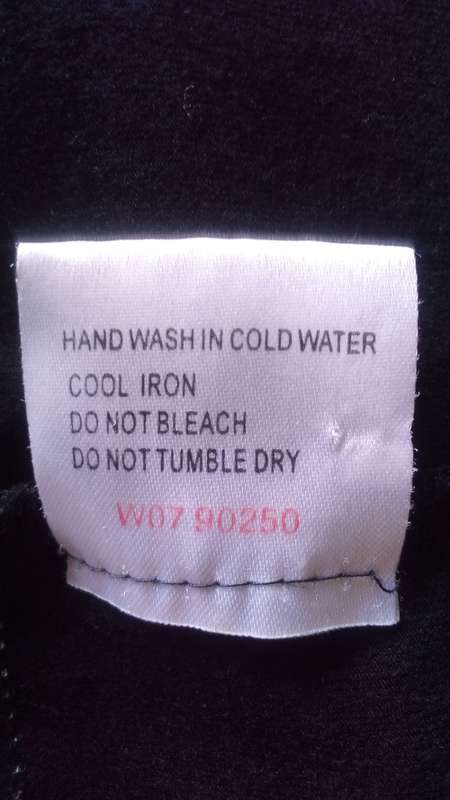 HAND WASH IN COLD WATER
COOL IRON
DO NOT BLEACH
DO NOT TUMBLE DRY
W07 90250